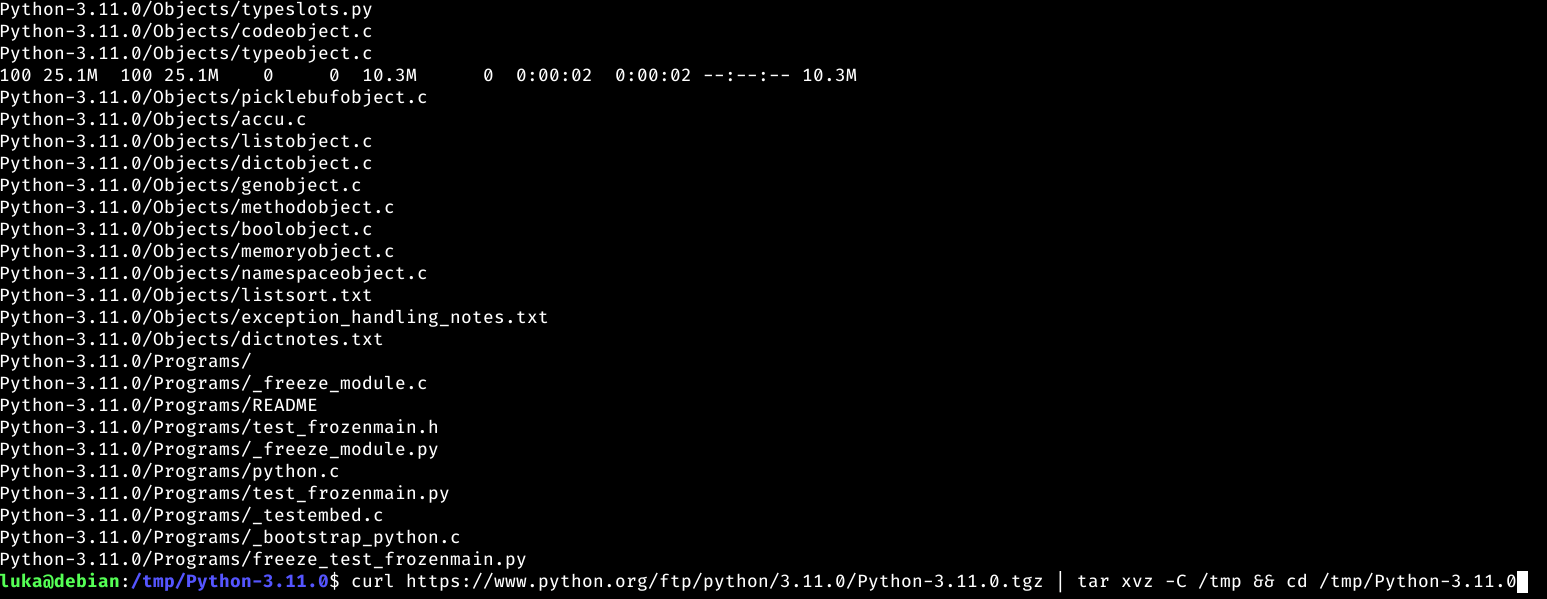 Python-3.11.0/Objects/typeslots.py
Python-3.11.0/Objects/codeobject.c
Python-3.11.0/Objects/typeobject.c
100 25.1M  100 25.1M    0     0  10.3M      0  0:00:02  0:00:02 --:--:-- 10.3M
Python-3.11.0/Objects/picklebufobject.c
Python-3.11.0/Objects/accu.c
Python-3.11.0/Objects/listobject.c
Python-3.11.0/Objects/dictobject.c
Python-3.11.0/Objects/genobject.c
Python-3.11.0/Objects/methodobject.c
Python-3.11.0/Objects/boolobject.c
Python-3.11.0/Objects/memoryobject.c
Python-3.11.0/Objects/namespaceobject.c
Python-3.11.0/Objects/listsort.txt
Python-3.11.0/Objects/exception_handling_notes.txt
Python-3.11.0/Objects/dictnotes.txt
Python-3.11.0/Programs/
Python-3.11.0/Programs/_freeze_module.c
Python-3.11.0/Programs/README
Python-3.11.0/Programs/test_frozenmain.h
Python-3.11.0/Programs/_freeze_module.py
Python-3.11.0/Programs/python.c
Python-3.11.0/Programs/test_frozenmain.py
Python-3.11.0/Programs/_testembed.c
Python-3.11.0/Programs/_bootstrap_python.c
Python-3.11.0/Programs/freeze_test_frozenmain.py
luka@debian:/tmp/Python-3.11.0$ curl https://www.python.org/ftp/python/3.11.0/Python-3.11.0.tgz | tar xvz -C /tmp && cd /tmp/Python-3.11.0